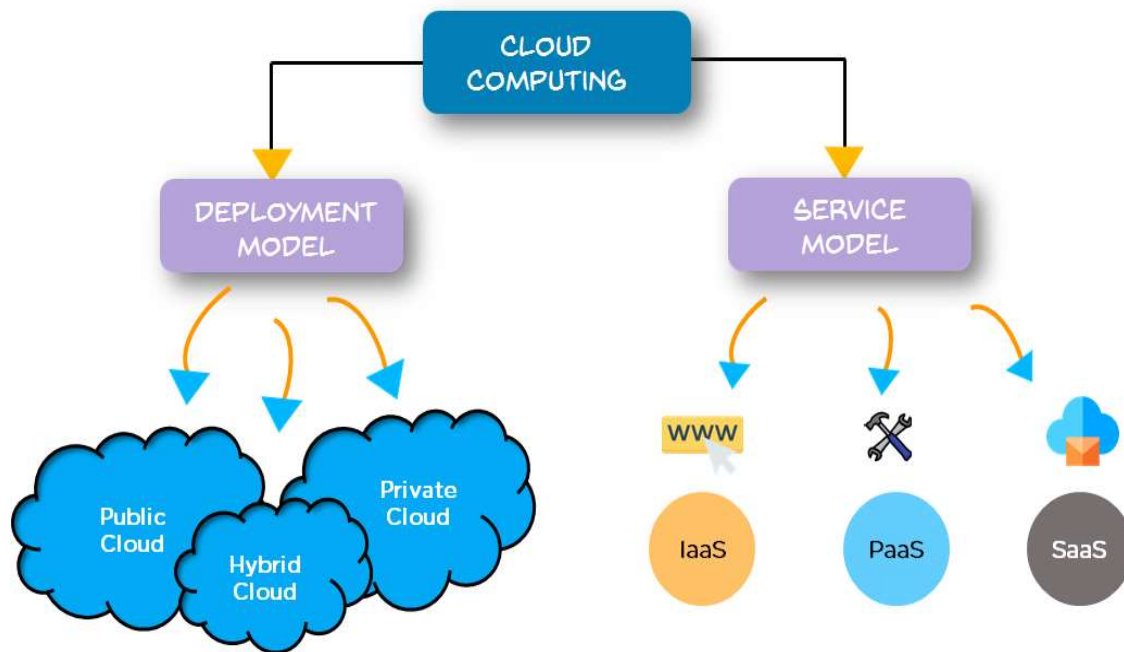 CLOUD
COMPUTING
DEPLOYMENT
MODEL
SERVICE
MODEL
Public
Cloud
Hybrid
Cloud
Private
Cloud
WWW
IaaS
PaaS
SaaS